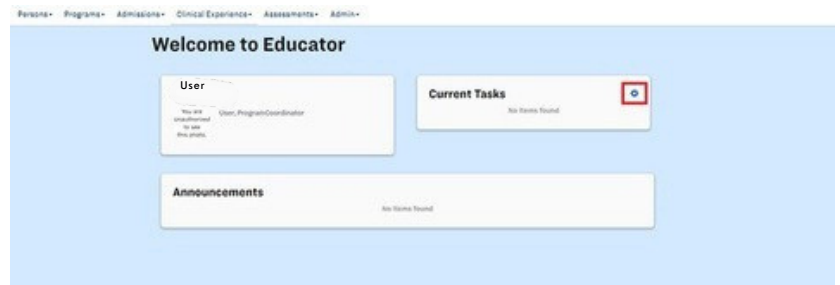 Persons Programs Admissions Clinical Experience Assessments Admin
Welcome to Educator
User
You are
unauthorized
to see
this photo.
User, ProgramCoordinator
Current Tasks
No Items Found
Announcements
No Items Found